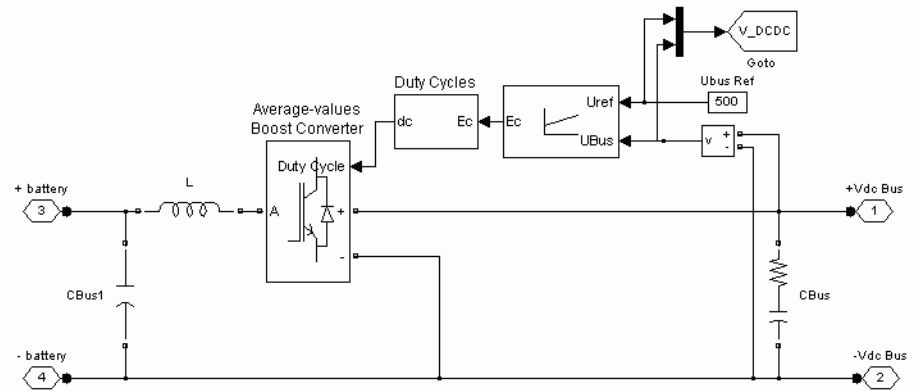 V_DCDC
Goto
Ubus Ref
500
Duty Cycles
Uref
Average-values
Boost Converter
dc
Ec
Ec
UBus
v
+
-
Duty Cycle
L
+ battery
3
A
+
-
+Vdc Bus
1
CBus1
CBus
- battery
4
-Vdc Bus
2